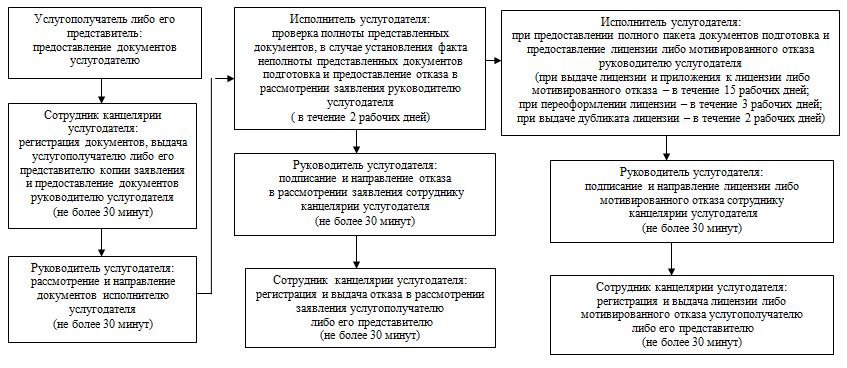 Услугополучатель либо его
представитель:
предоставление документов
услугодателю
Сотрудник канцелярии
услугодателя:
регистрация документов, выдача
услугополучателю либо его
представителю копии заявления
и предоставление документов
руководителю услугодателя
(не более 30 минут)
Руководитель услугодателя:
рассмотрение и направление
документов исполнителю
услугодателя
(не более 30 минут)
Исполнитель услугодателя:
проверка полноты представленных
документов, в случае установления факта
неполноты представленных документов
подготовка и предоставление отказа в
рассмотрении заявления руководителю
услугодателя
( в течение 2 рабочих дней)
Руководитель услугодателя:
подписание и направление отказа
в рассмотрении заявления сотруднику
канцелярии услугодателя
(не более 30 минут)
Сотрудник канцелярии услугодателя:
регистрация и выдача отказа в рассмотрении
заявления услугополучателю
либо его представителю
(не более 30 минут)
Исполнитель услугодателя:
при предоставлении полного пакета документов подготовка и
предоставление лицензии либо мотивированного отказа
руководителю услугодателя
(при выдаче лицензии и приложения к лицензии либо
мотивированного отказа – в течение 15 рабочих дней;
при переоформлении лицензии – в течение 3 рабочих дней;
при выдаче дубликата лицензии – в течение 2 рабочих дней)
Руководитель услугодателя:
подписание и направление лицензии либо
мотивированного отказа сотруднику
канцелярии услугодателя
(не более 30 минут)
Сотрудник канцелярии услугодателя:
регистрация и выдача лицензии либо
мотивированного отказа услугополучателю
либо его представителю
(не более 30 минут)